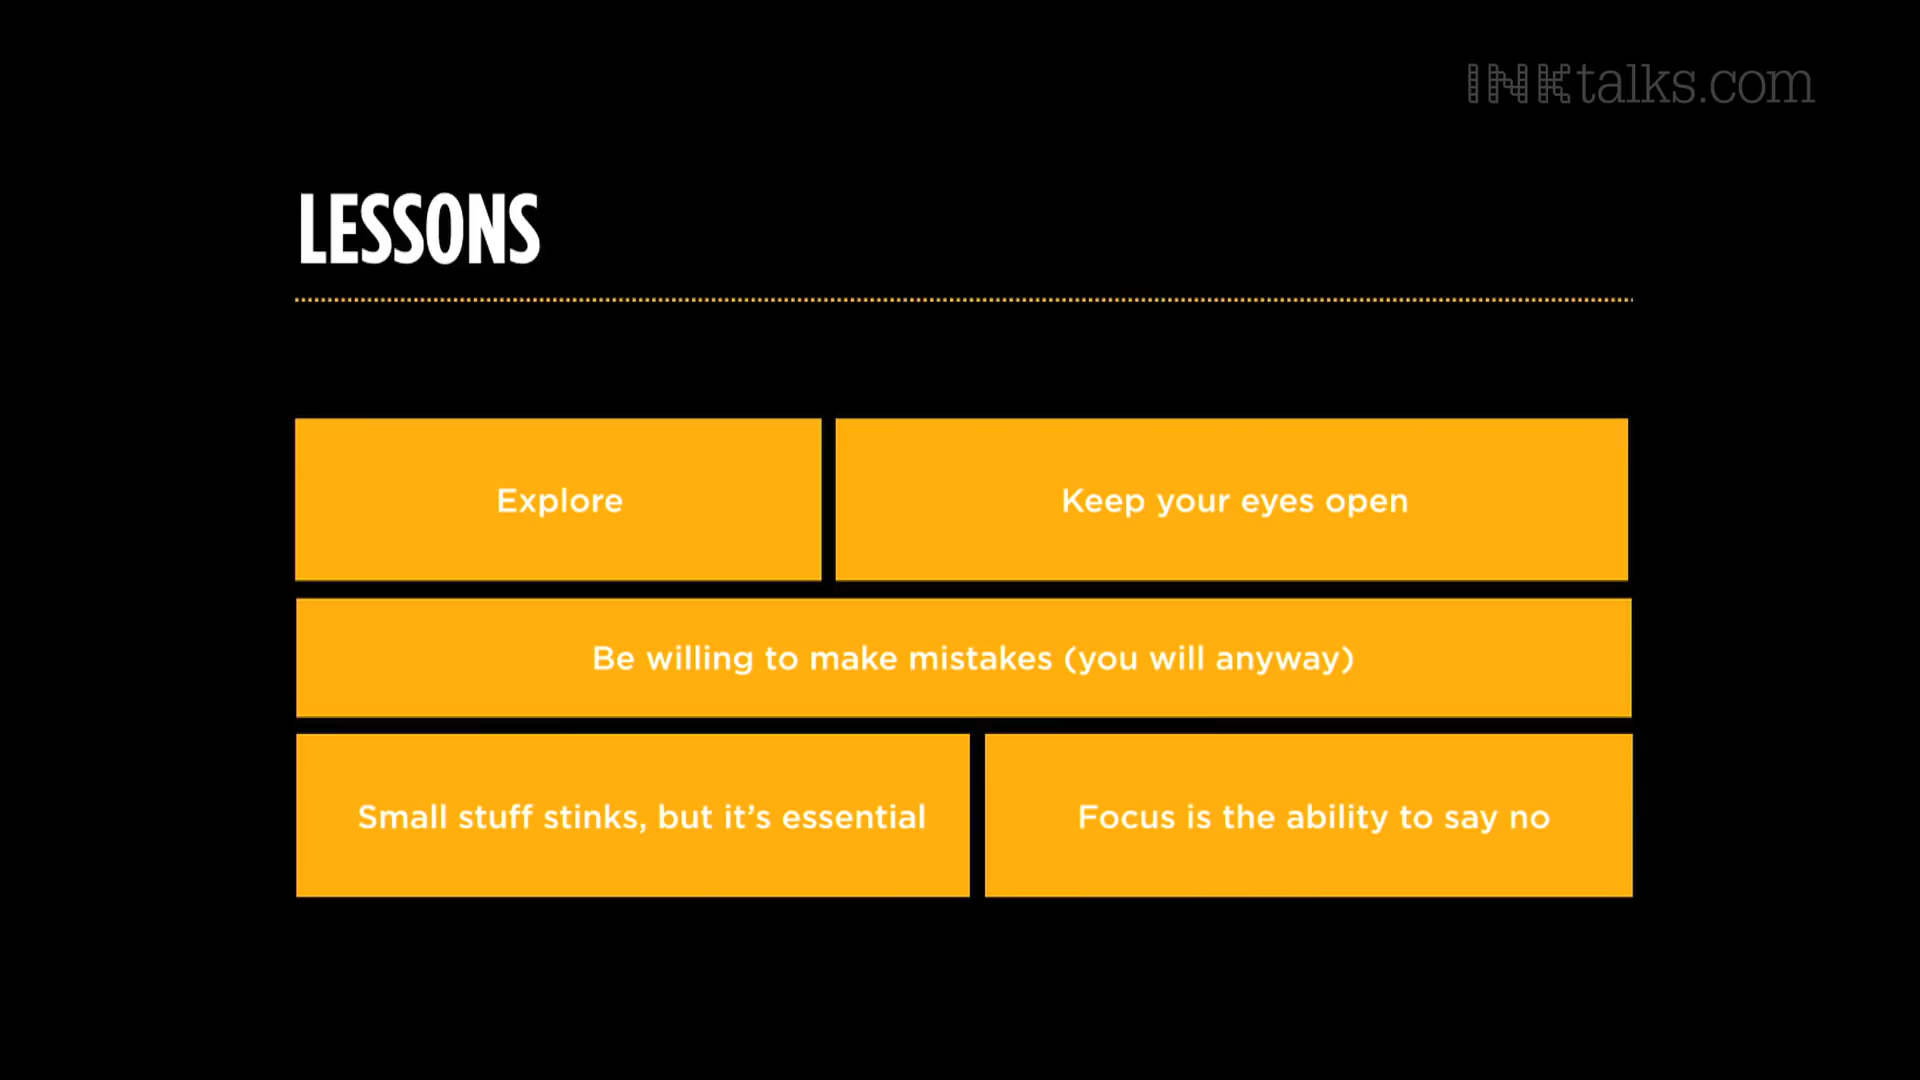 INKtalks.com
LESSONS
Explore
Keep your eyes open
Be willing to make mistakes (you will anyway)
Small stuff stinks, but it’s essential
Focus is the ability to say no